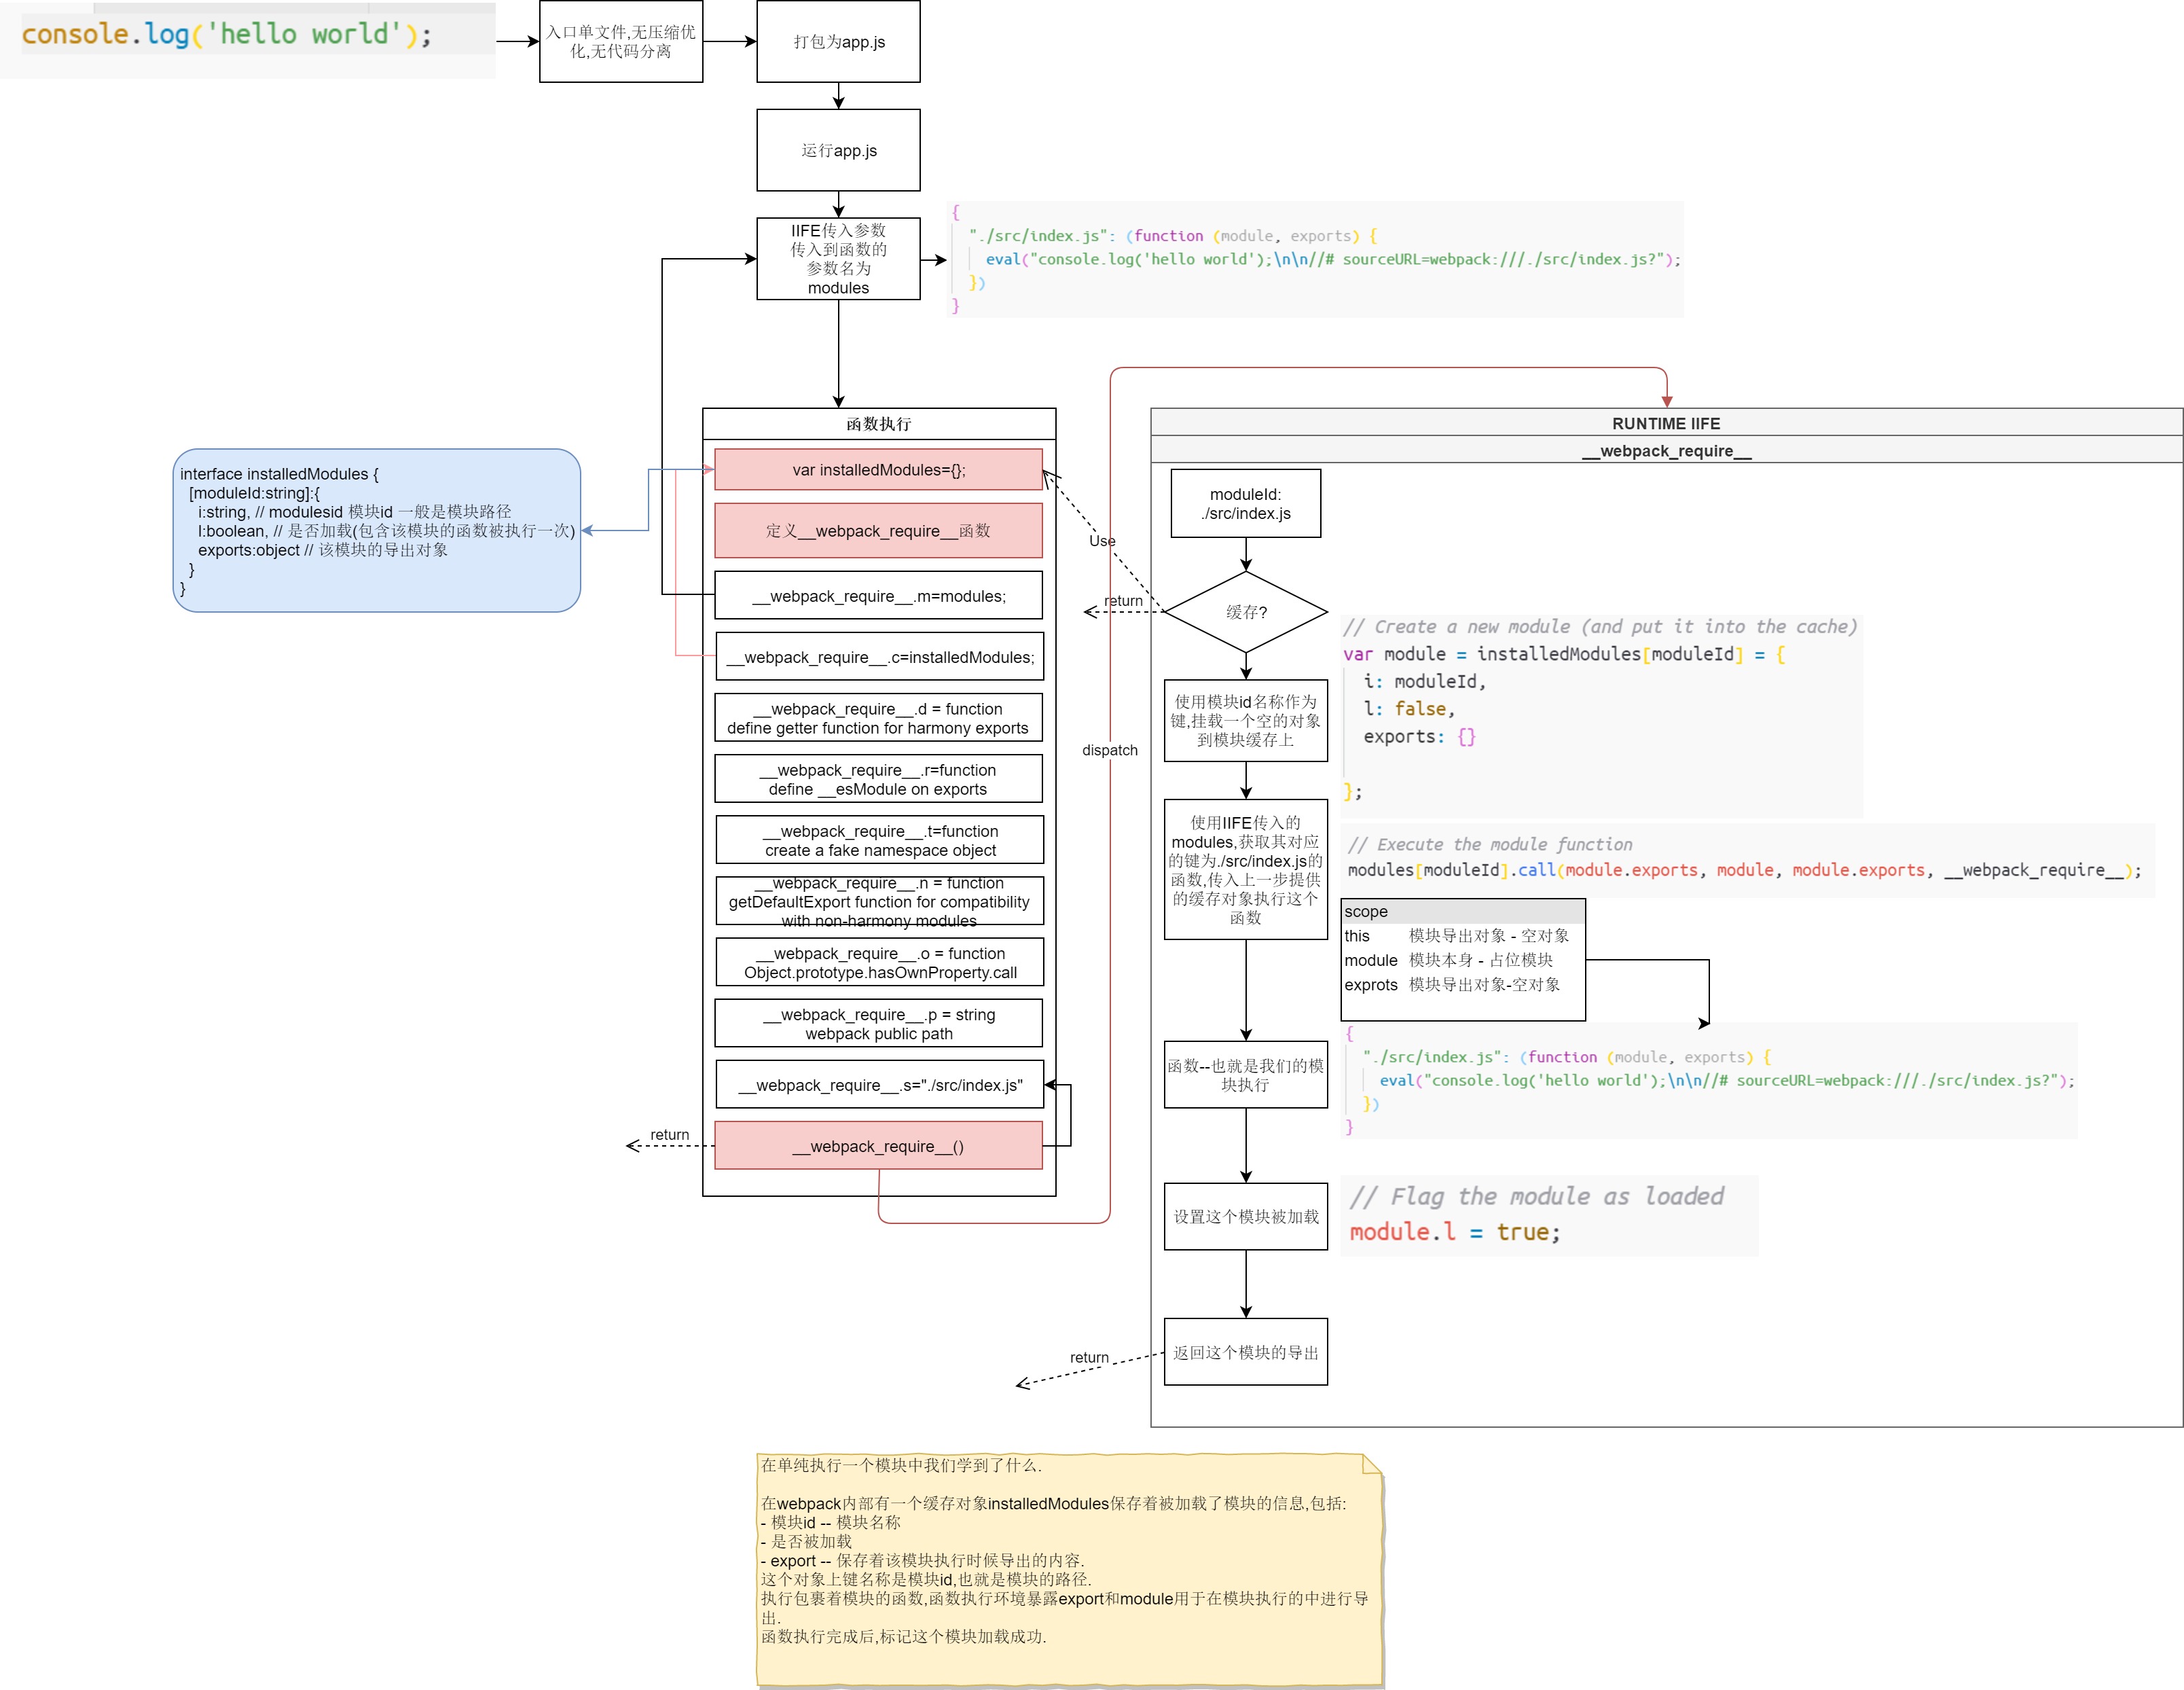 console.log('hello world');
入口单文件,无压缩优
化,无代码分离
打包为app.js
运行app.js
IIFE传入参数
传入到函数的
参数名为
modules
{
"./src/index.js": (function (module, exports) {
eval("console.log('hello world');\n\n//# sourceURL=webpack:///./src/index.js?");
})
}
函数执行
var installedModules={};
定义__webpack_require__函数
__webpack_require__.m=modules;
__webpack_require__.c=installedModules;
__webpack_require__.d = function
define getter function for harmony exports
__webpack_require__.r=function
define __esModule on exports
__webpack_require__.t=function
create a fake namespace object
__webpack_require__.n = function
getDefaultExport function for compatibility
with non-harmony modules
__webpack_require__.o = function
Object.prototype.hasOwnProperty.call
__webpack_require__.p = string
webpack public path
__webpack_require__.s="./src/index.js"
__webpack_require__()
return
interface installedModules {
[moduleId:string]:{
i:string, // modulesid 模块id 一般是模块路径
l:boolean, // 是否加载(包含该模块的函数被执行一次)
exports:object // 该模块的导出对象
}
}
dispatch
RUNTIME IIFE
__webpack_require__
moduleId:
./src/index.js
Use
return
缓存?
使用模块id名称作为
键,挂载一个空的对象
到模块缓存上
// Create a new module (and put it into the cache)
var module = installedModules[moduleId] = {
i: moduleId,
l: false,
exports: {}
};
使用IIFE传入的
modules,获取其对应
的键为./src/index.js的
函数,传入上一步提供
的缓存对象执行这个
函数
// Execute the module function
modules[moduleId].call(module.exports, module, module.exports, __webpack_require__);
scope
this 模块导出对象 - 空对象
module 模块本身 - 占位模块
exprots 模块导出对象-空对象
函数--也就是我们的模
块执行
{
"./src/index.js": (function (module, exports) {
eval("console.log('hello world');\n\n//# sourceURL=webpack:///./src/index.js?");
})
}
设置这个模块被加载
// Flag the module as loaded
module.l = true;
返回这个模块的导出
return
在单纯执行一个模块中我们学到了什么.
在webpack内部有一个缓存对象installedModules保存着被加载了模块的信息,包括:
- 模块id -- 模块名称
- 是否被加载
- export -- 保存着该模块执行时候导出的内容.
这个对象上键名称是模块id,也就是模块的路径.
执行包裹着模块的函数,函数执行环境暴露export和module用于在模块执行的中进行导
出.
函数执行完成后,标记这个模块加载成功.